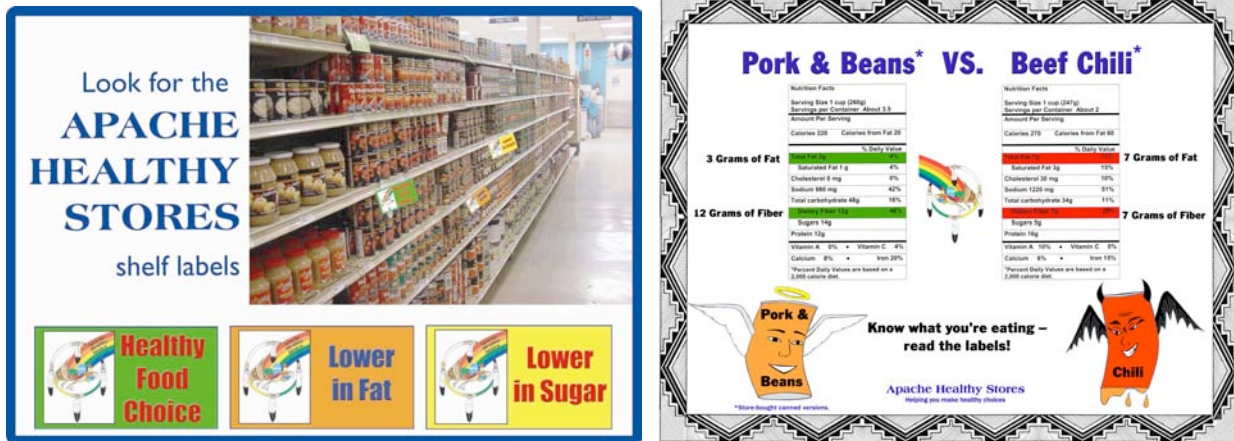 Look for the
APACHE
HEALTHY
STORES
shelf labels
Healthy
Food
Choice
Lower
in Fat
Lower
in Sugar
Pork & Beans* VS. Beef Chili*
Nutrition Facts
Serving Size 1 cup (260g)
Servings per Container About 3.5
Amount Per Serving
Calories 220 Calories from Fat 20
% Daily Value
Total Fat 3g
Saturated Fat 1 g 4%
Cholesterol 0 mg 0%
Sodium 980 mg 42%
Total carbohydrate 48g 16%
Dietary Fiber 12g 48%
Sugars 14g
Protein 12g
Vitamin A 0% • Vitamin C 4%
Calcium 8% • Iron 20%
*Percent Daily Values are based on a
2,000 calorie diet.
3 Grams of Fat
12 Grams of Fiber
Nutrition Facts
Serving Size 1 cup (247g)
Servings per Container About 2
Amount Per Serving
Calories 270 Calories from Fat 60
% Daily Value
Total Fat 7g
Saturated Fat 3g 15%
Cholesterol 30 mg 10%
Sodium 1220 mg 51%
Total carbohydrate 34g 11%
Dietary Fiber 7g
Sugars 5g
Protein 16g
Vitamin A 10% • Vitamin C 0%
Calcium 6% • Iron 15%
*Percent Daily Values are based on a
2,000 calorie diet.
7 Grams of Fat
7 Grams of Fiber
Pork &
Beans
Know what you're eating –
read the labels!
Chili
Apache Healthy Stores
Helping you make healthy choices
*Store-bought canned versions.